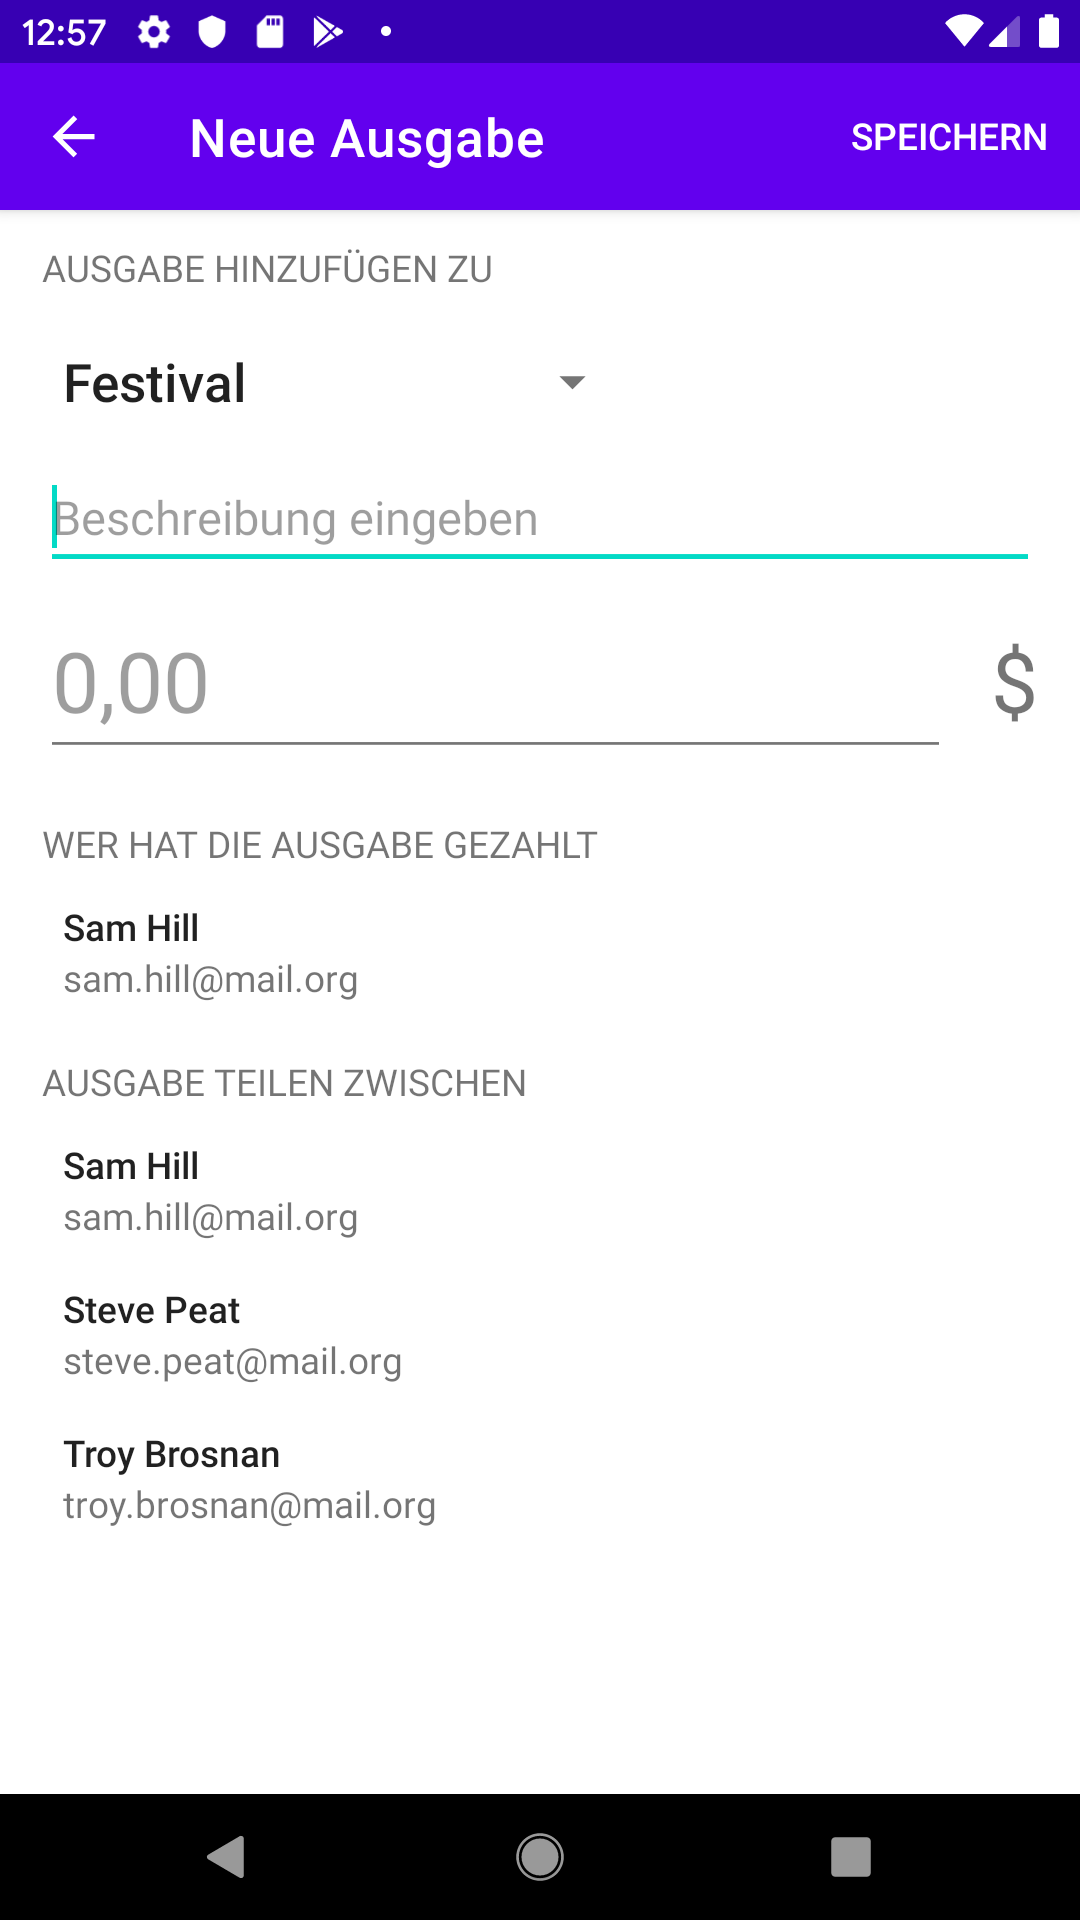 12:57
Neue Ausgabe
SPEICHERN
AUSGABE HINZUFÜGEN ZU
Festival
Beschreibung eingeben
0,00
$
WER HAT DIE AUSGABE GEZAHLT
Sam Hill
sam.hill@mail.org
AUSGABE TEILEN ZWISCHEN
Sam Hill
sam.hill@mail.org
Steve Peat
steve.peat@mail.org
Troy Brosnan
troy.brosnan@mail.org